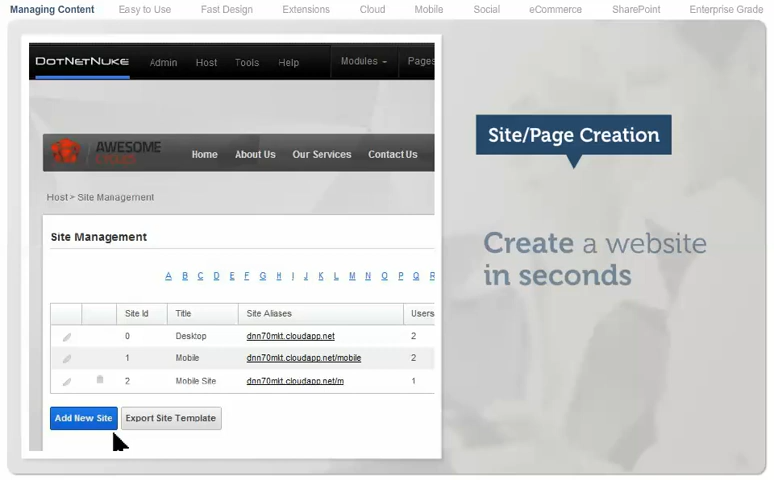 Managing Content Easy to Use Fast Design Extensions Cloud Mobile Social eCommerce SharePoint Enterprise Grade
DOTNETNUKE Admin Host Tools Help Modules Pages
AWESOME
Home About Us Our Services Contact Us
Site/Page Creation
Host > Site Management
Site Management
Create a website
in seconds
A B C D E F G H I J K L M N O P Q R
Site Id Title Site Aliases Users
0 Desktop dnn70mkt.cloudapp.net 2
1 Mobile dnn70mkt.cloudapp.net/mobile 2
2 Mobile Site dnn70mkt.cloudapp.net/m 1
Add New Site Export Site Template